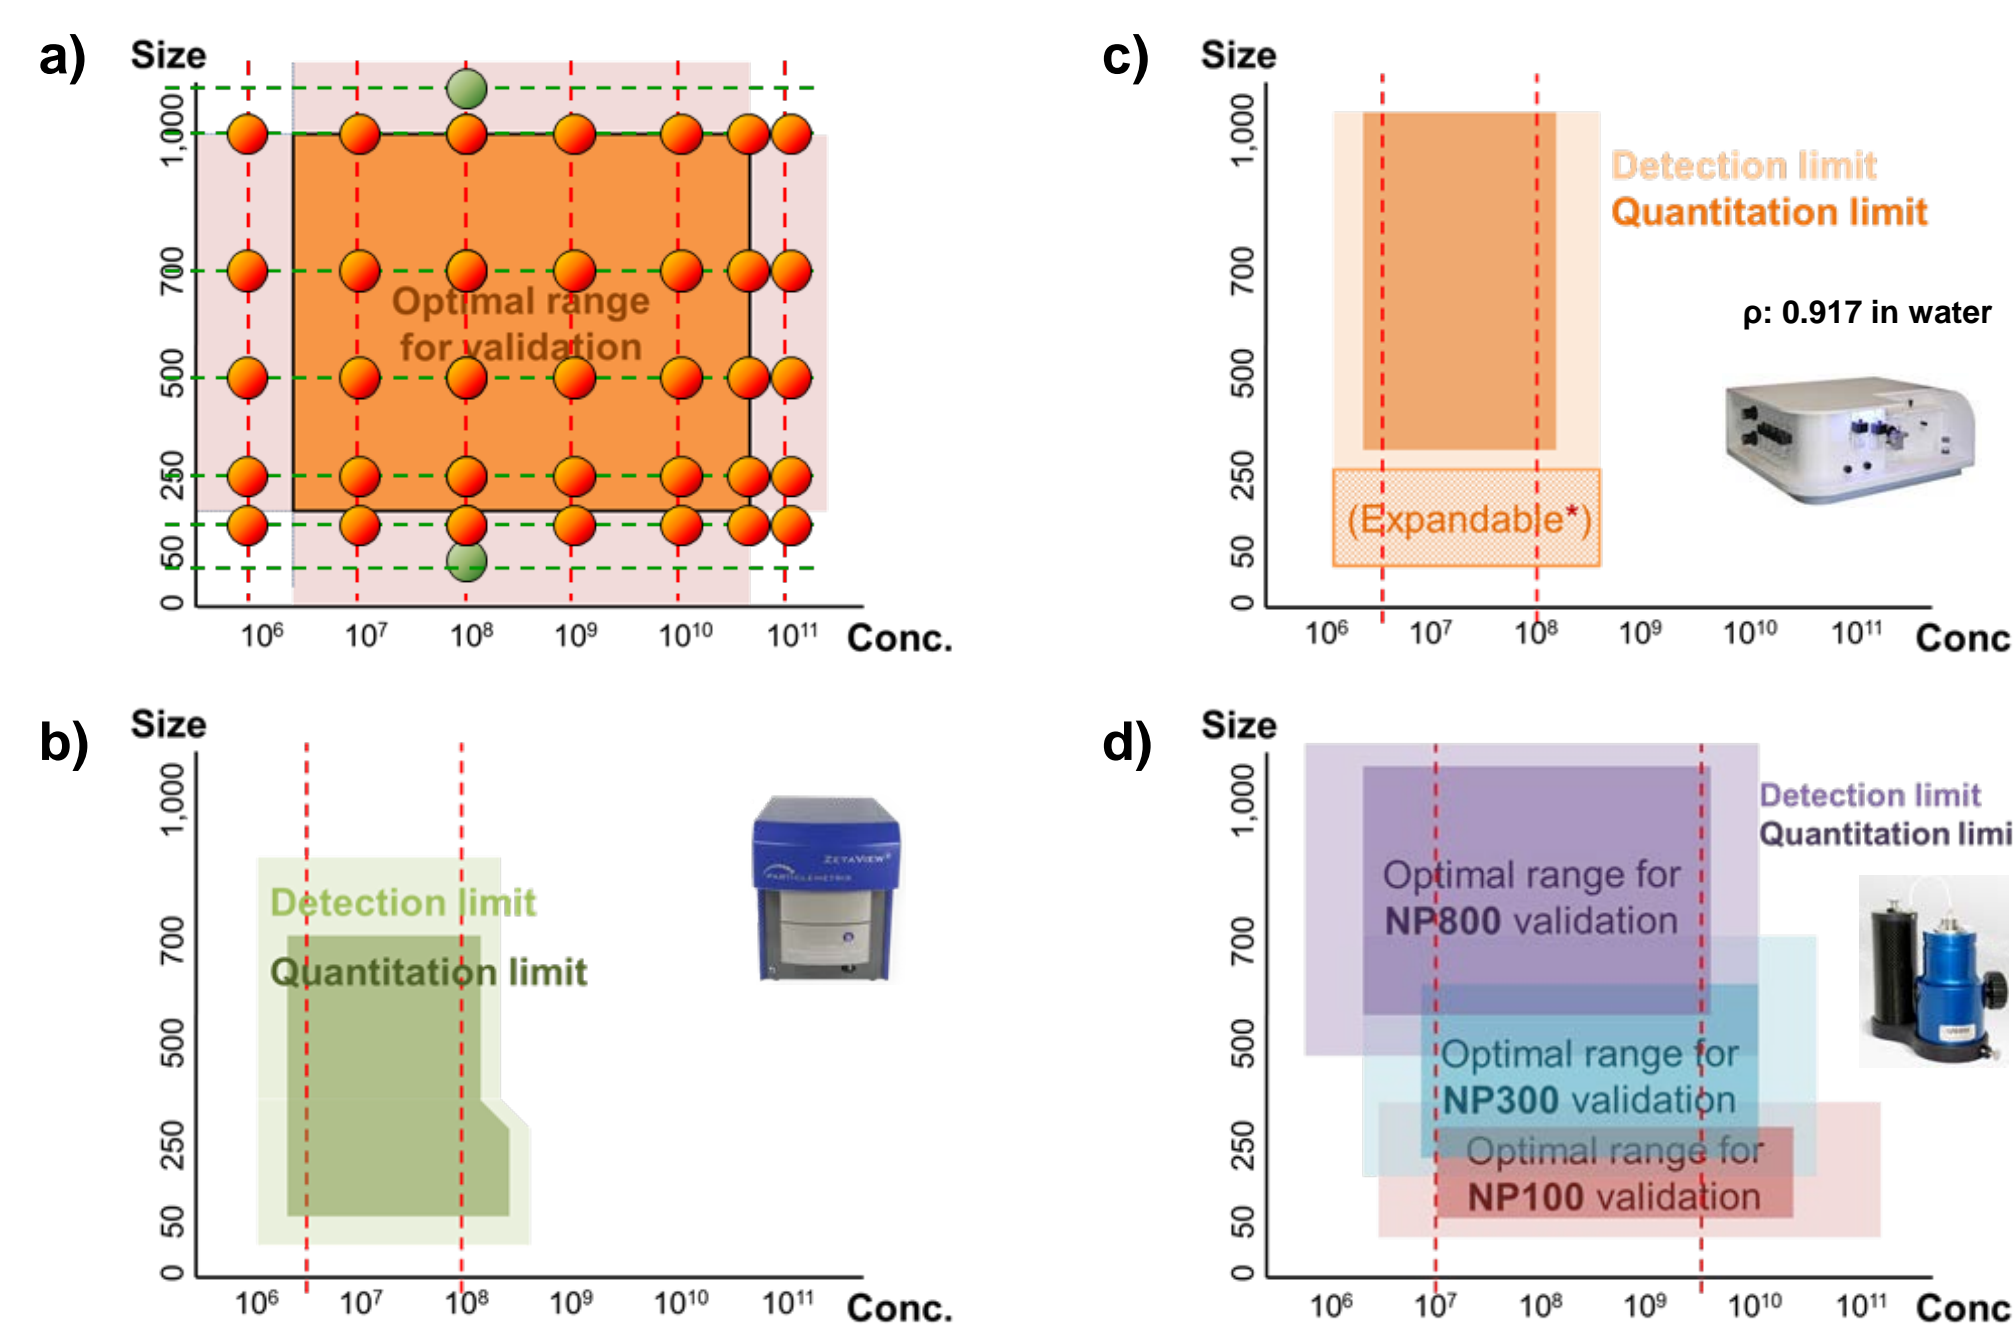 a)
Size
1,000
700
500
250
50
0
Optimal range
for validation
10⁶ 10⁷ 10⁸ 10⁹ 10¹⁰ 10¹¹ Conc.
c)
Size
1,000
700
500
250
50
0
Detection limit
Quantitation limit
ρ: 0.917 in water
(Expandable*)
10⁶ 10⁷ 10⁸ 10⁹ 10¹⁰ 10¹¹ Conc
b)
Size
1,000
700
500
250
50
0
Detection limit
Quantitation limit
ZETAVIEW®
PARTICLEMETRIX
10⁶ 10⁷ 10⁸ 10⁹ 10¹⁰ 10¹¹ Conc.
d)
Size
1,000
700
500
250
50
0
Detection limit
Quantitation limi
Optimal range for
NP800 validation
Optimal range for
NP300 validation
Optimal range for
NP100 validation
10⁶ 10⁷ 10⁸ 10⁹ 10¹⁰ 10¹¹ Conc